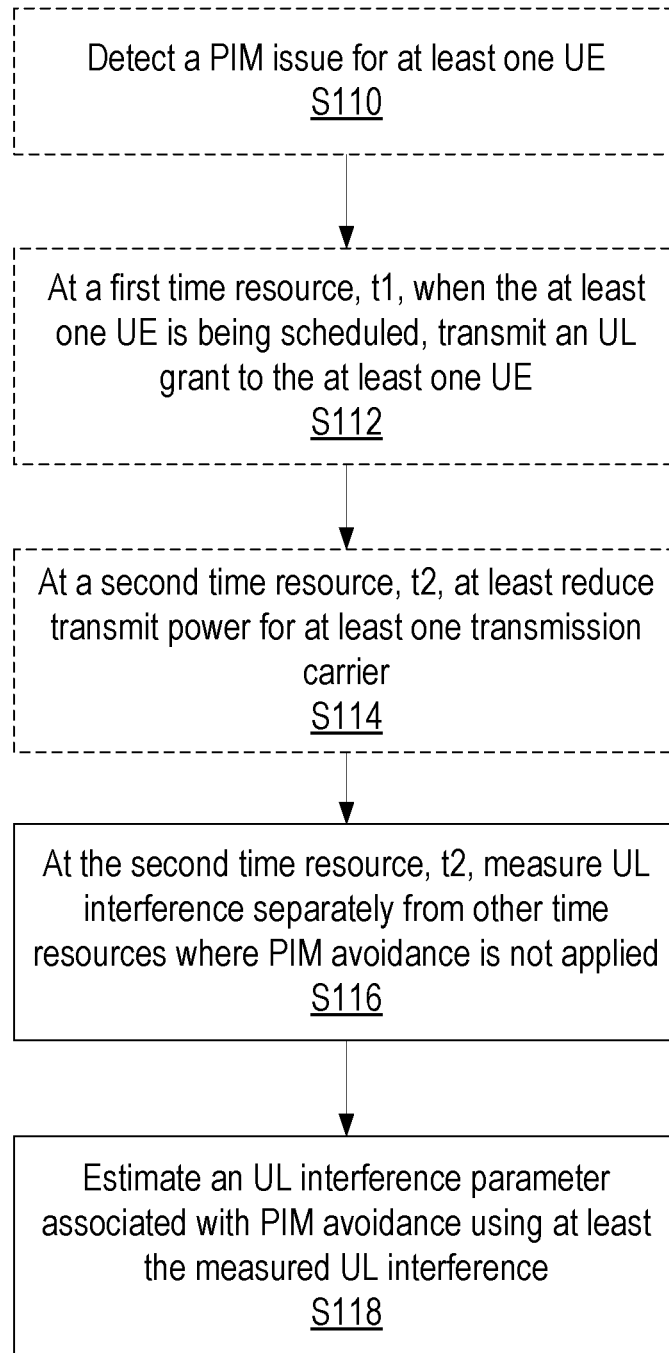 Detect a PIM issue for at least one UE
S110
At a first time resource, t1, when the at least
one UE is being scheduled, transmit an UL
grant to the at least one UE
S112
At a second time resource, t2, at least reduce
transmit power for at least one transmission
carrier
S114
At the second time resource, t2, measure UL
interference separately from other time
resources where PIM avoidance is not applied
S116
Estimate an UL interference parameter
associated with PIM avoidance using at least
the measured UL interference
S118